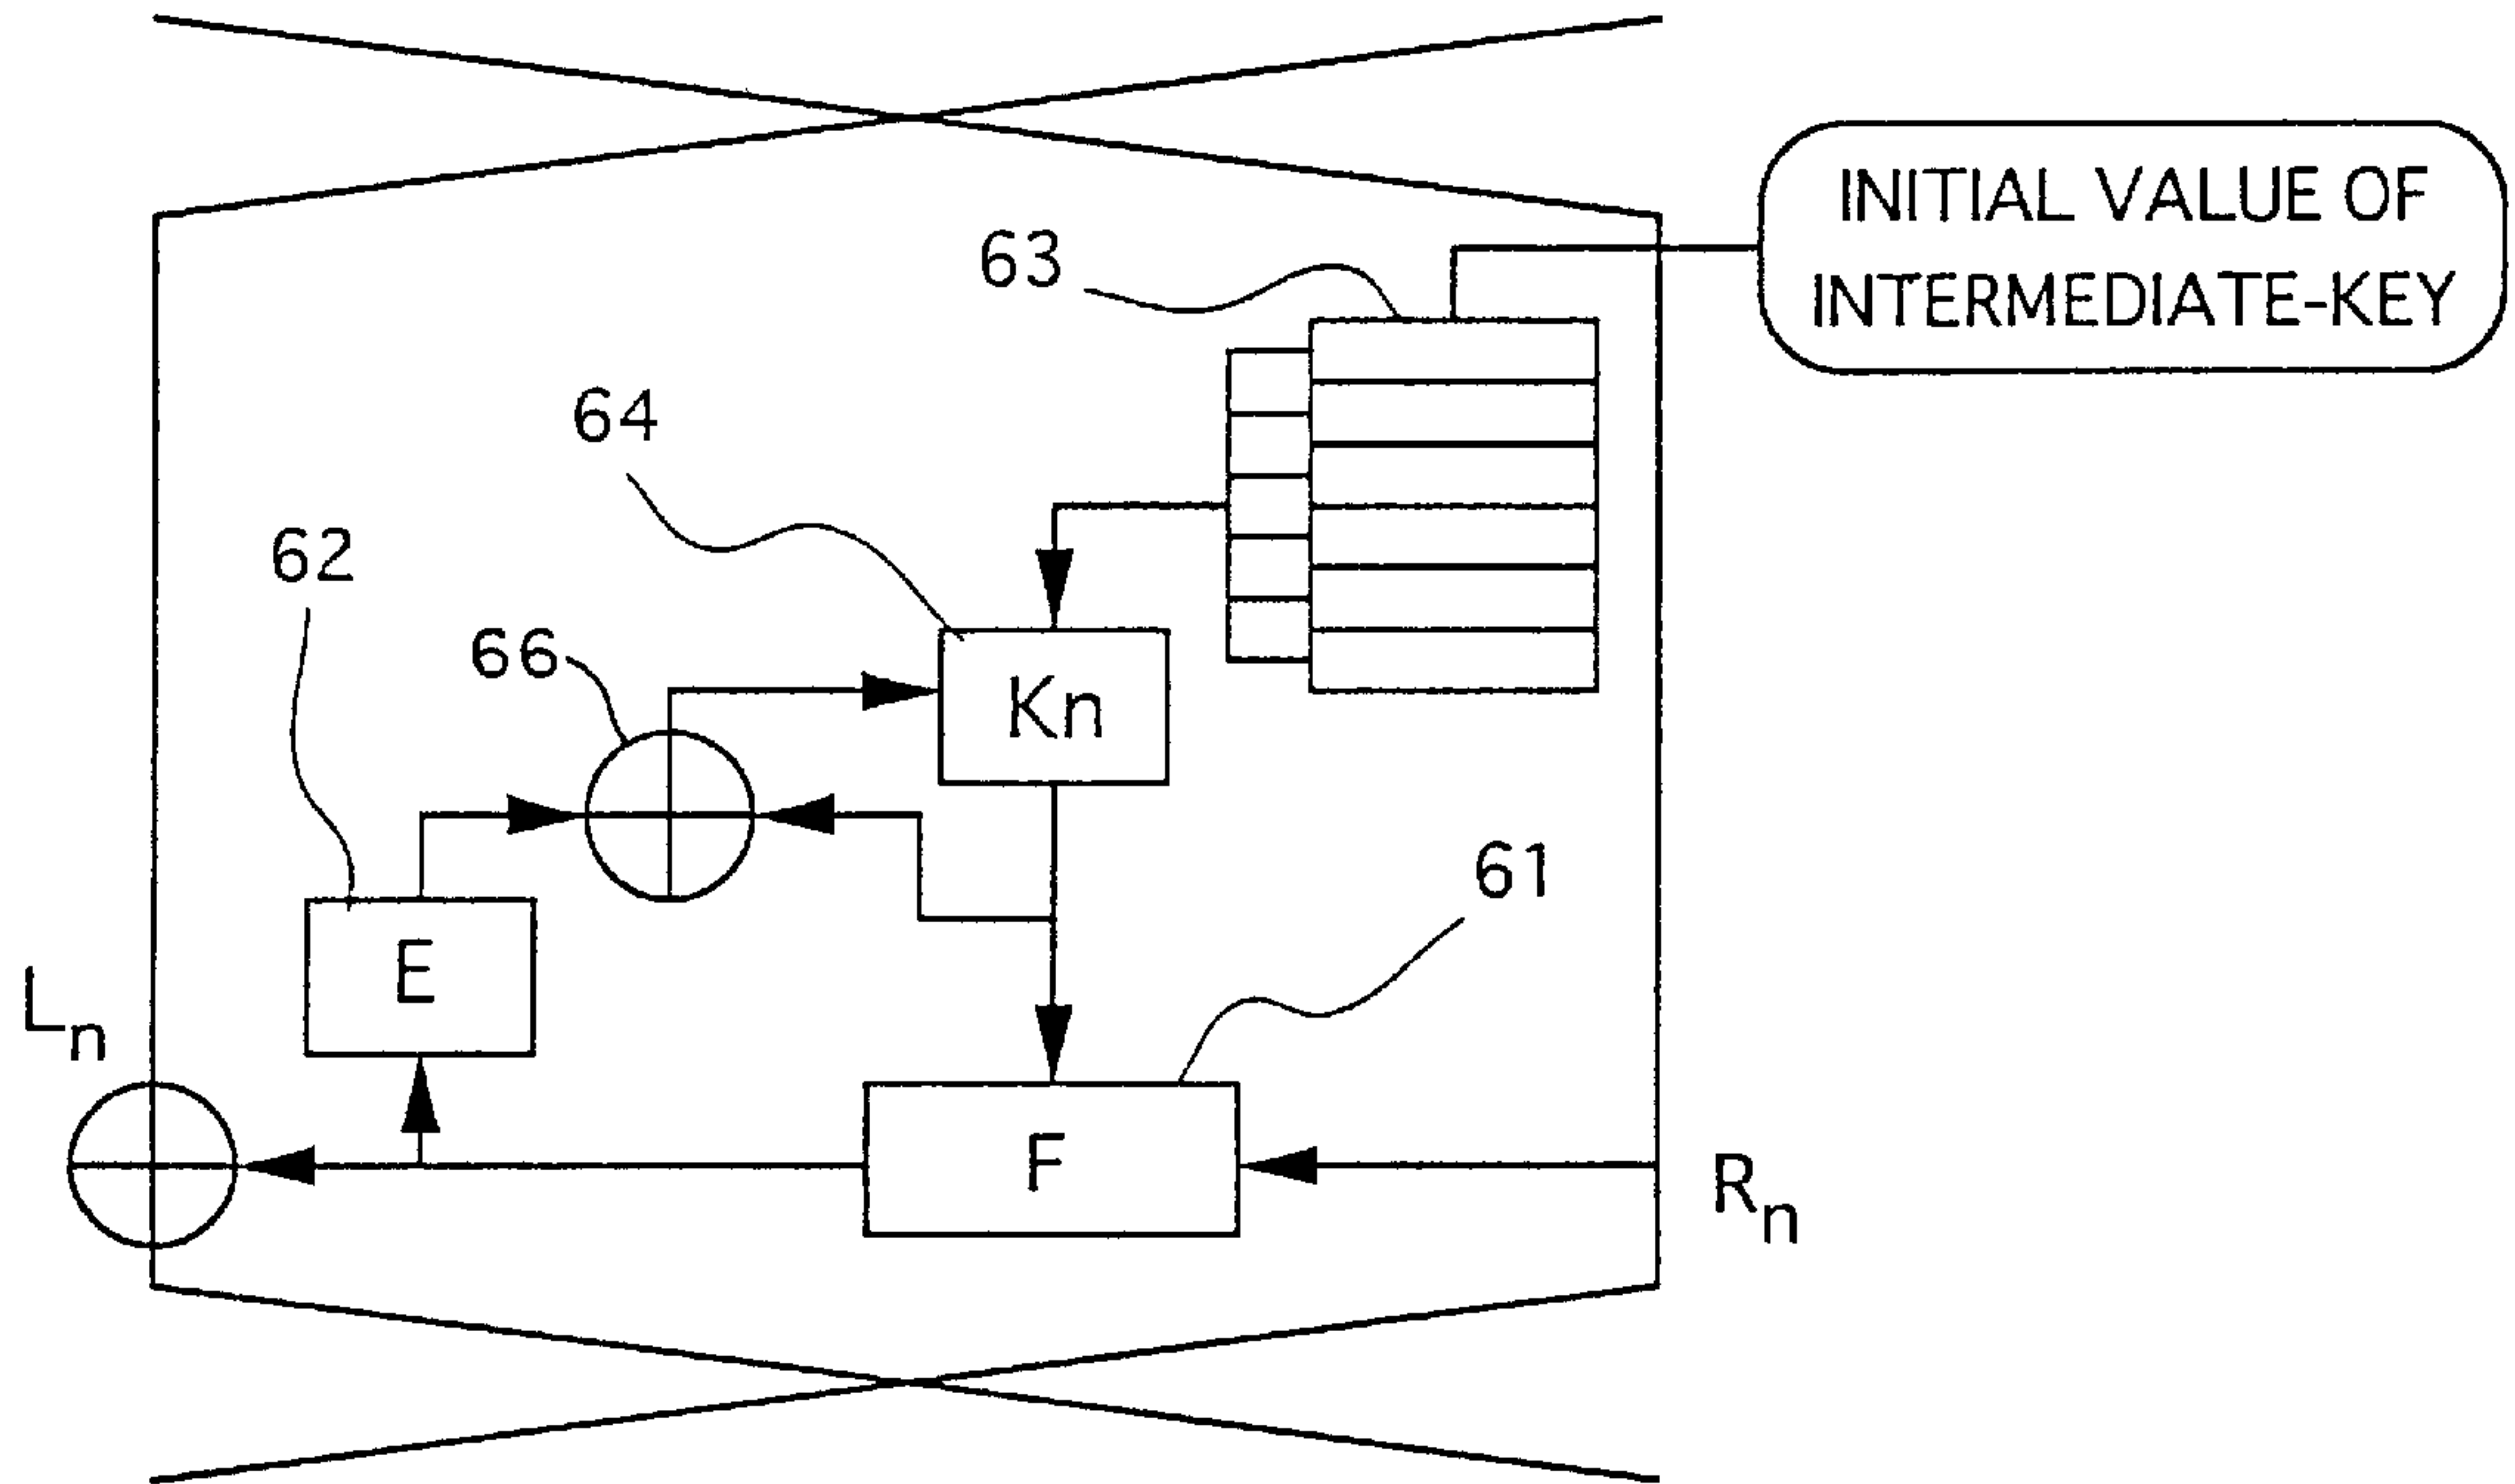 INITIAL VALUE OF
INTERMEDIATE-KEY
63
64
62
66
Kn
61
E
Ln
F
Rn